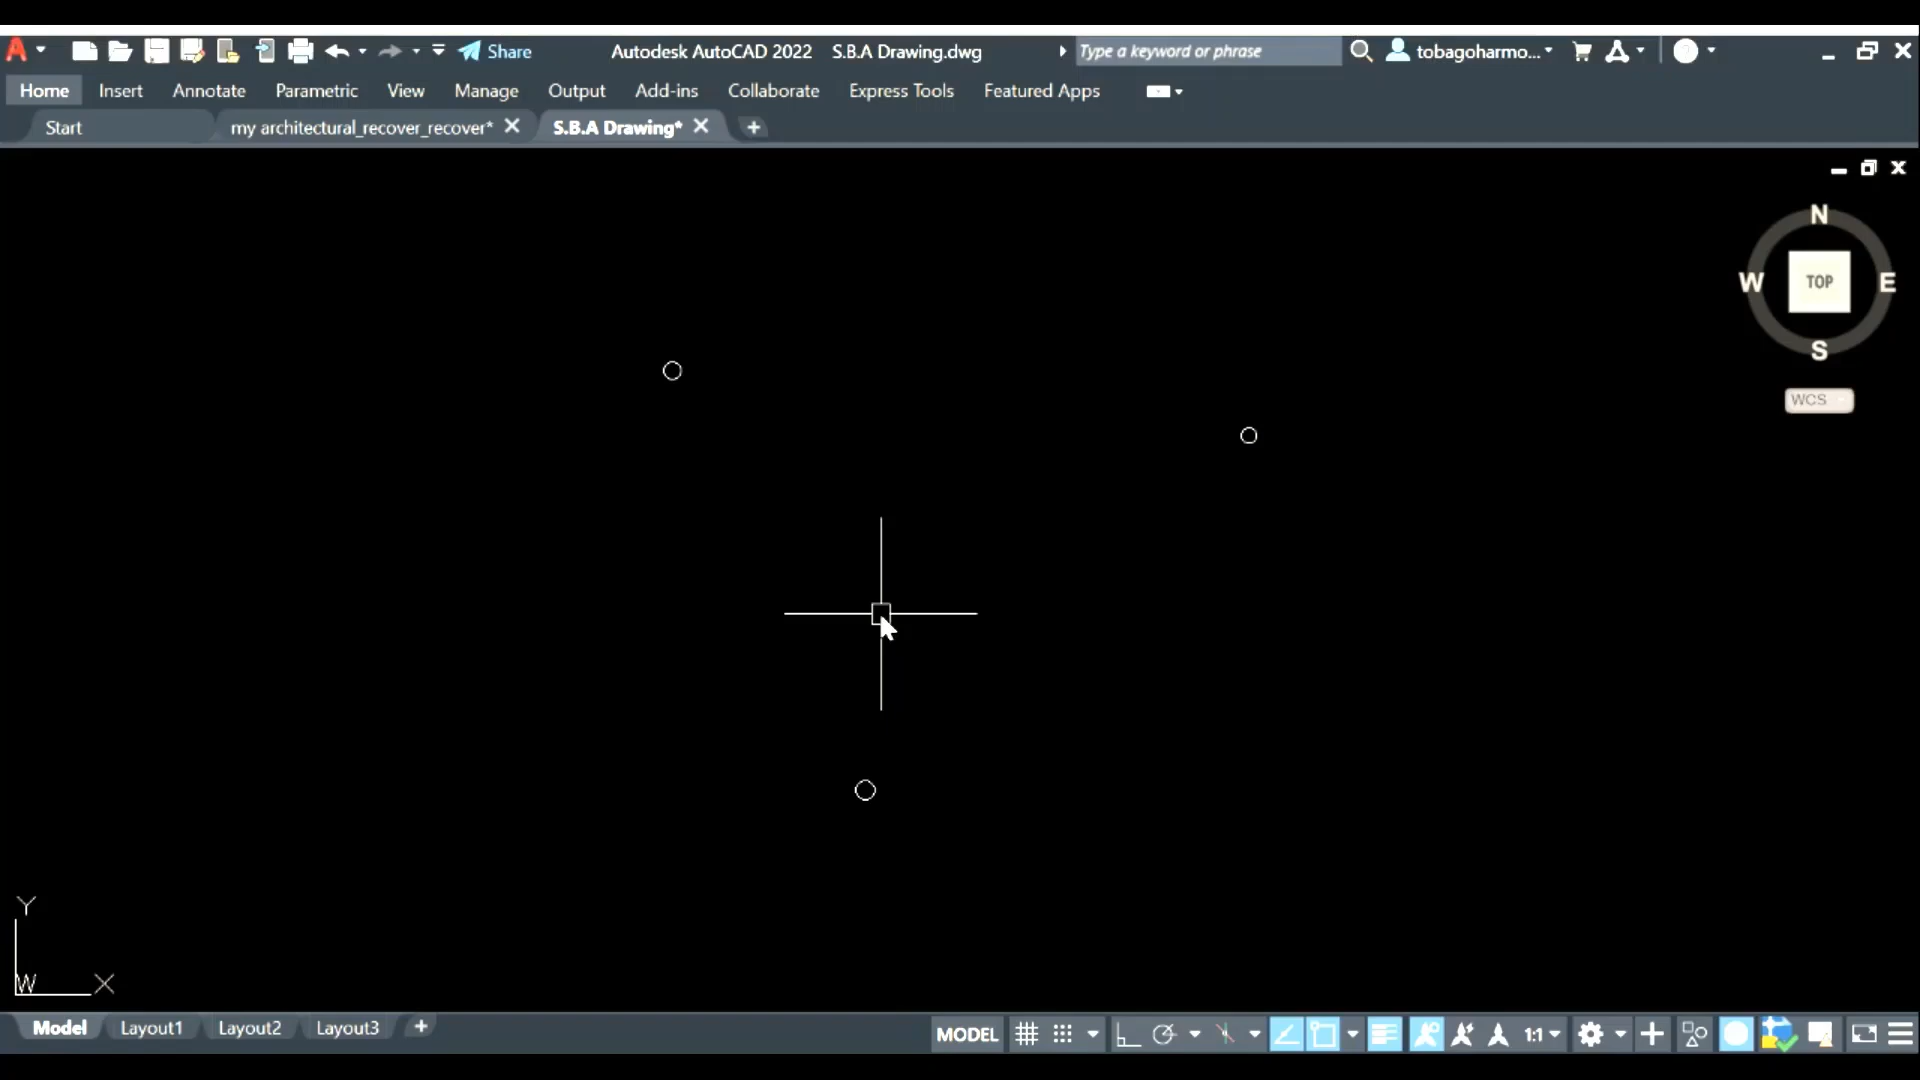 Share
Autodesk AutoCAD 2022 S.B.A Drawing.dwg
Type a keyword or phrase
tobagoharmo...
Home Insert Annotate Parametric View Manage Output Add-ins Collaborate Express Tools Featured Apps
Start my architectural_recover_recover* S.B.A Drawing*
N
W TOP E
S
WCS
Y
W X
Model Layout1 Layout2 Layout3 +
MODEL 1:1